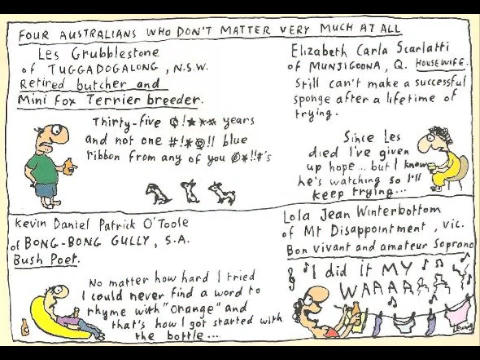 FOUR AUSTRALIANS WHO DON'T MATTER VERY MUCH AT ALL
Les Grubblestone
of TUGGADOGALONG, N.S.W.
Retired butcher and
Mini Fox Terrier breeder.
Thirty-five @!*** years
and not one #!*@!! blue
ribbon from any of you @*!!#'s
Elizabeth Carla Scarlatti
of MUNJIGOONA, Q. HOUSEWIFE.
Still can't make a successful
sponge after a lifetime of
trying.
Since Les
died I've given
up hope... but I know
he's watching so I'll
keep trying...
Kevin Daniel Patrick O'Toole
of BONG-BONG GULLY, S.A.
Bush Poet.
No matter how hard I tried
I could never find a word to
rhyme with "orange" and
that's how I got started with
the bottle...
Lola Jean Winterbottom
of Mt Disappointment, Vic.
Bon vivant and amateur Soprano
I did it MY
WAAAAHH